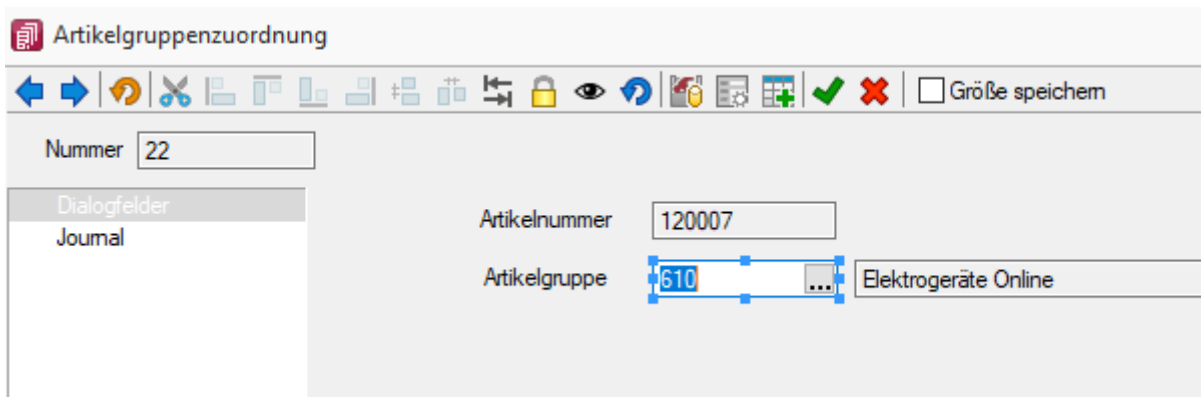 Artikelgruppenzuordnung
Größe speichern
Nummer 22
Dialogfelder
Journal
Artikelnummer 120007
Artikelgruppe 610 ... Elektrogeräte Online